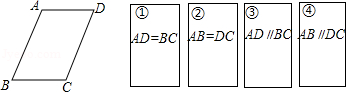 A D
B C
① ② ③ ④
AD=BC AB=DC AD//BC AB//DC